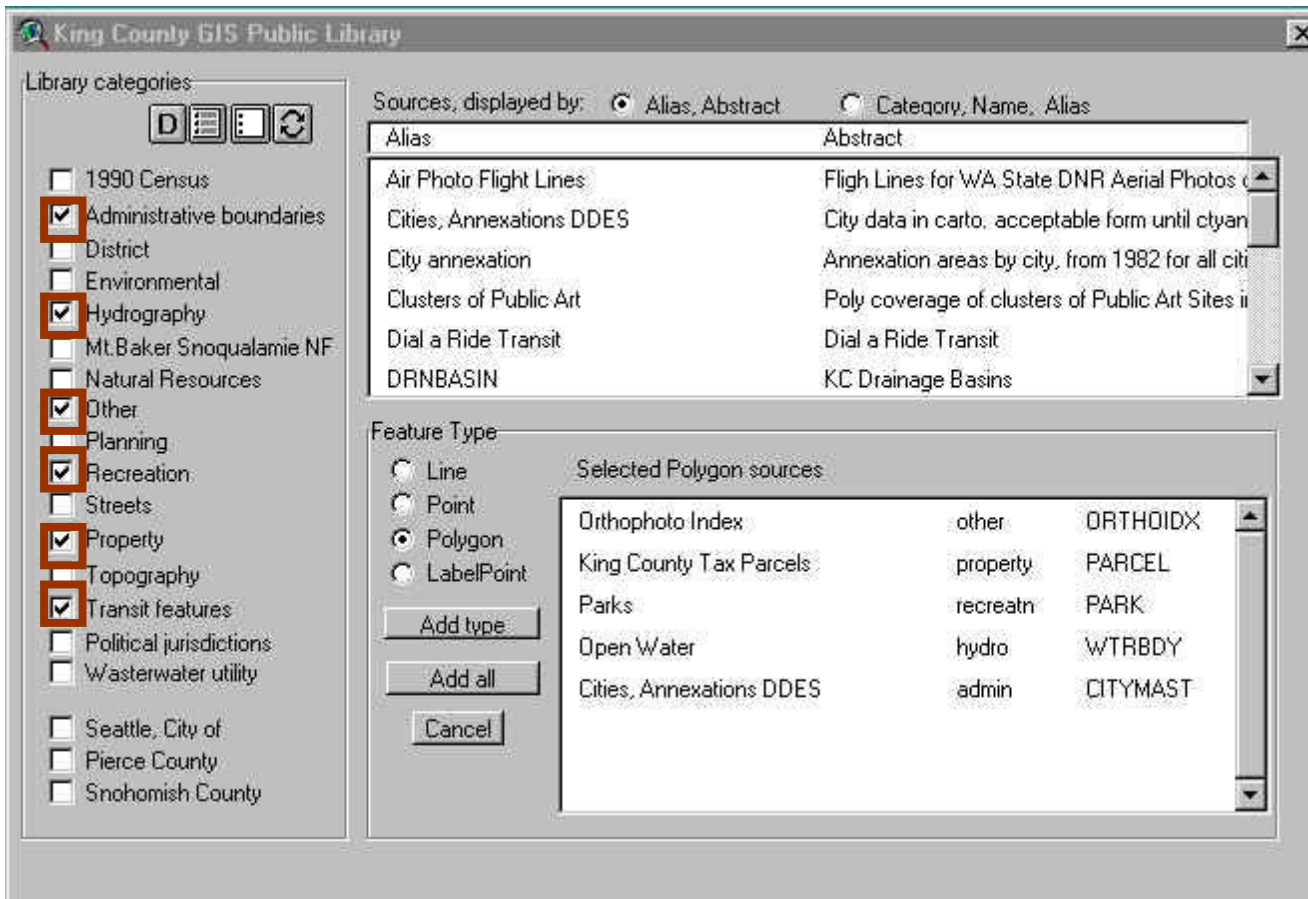 King County GIS Public Library
Library categories
D
1990 Census
Administrative boundaries
District
Environmental
Hydrography
Mt.Baker Snoqualamie NF
Natural Resources
Other
Planning
Recreation
Streets
Property
Topography
Transit features
Political jurisdictions
Wasterwater utility
Seattle, City of
Pierce County
Snohomish County
Sources, displayed by: Alias, Abstract Category, Name, Alias
Alias Abstract
Air Photo Flight Lines Fligh Lines for WA State DNR Aerial Photos
Cities, Annexations DDES City data in carto, acceptable form until ctyan
City annexation Annexation areas by city, from 1982 for all citi
Clusters of Public Art Poly coverage of clusters of Public Art Sites i
Dial a Ride Transit Dial a Ride Transit
DRNBASIN KC Drainage Basins
Feature Type
Line
Point
Polygon
LabelPoint
Add type
Add all
Cancel
Selected Polygon sources
Orthophoto Index other ORTHOIDX
King County Tax Parcels property PARCEL
Parks recreatn PARK
Open Water hydro WTRBDY
Cities, Annexations DDES admin CITYMAST